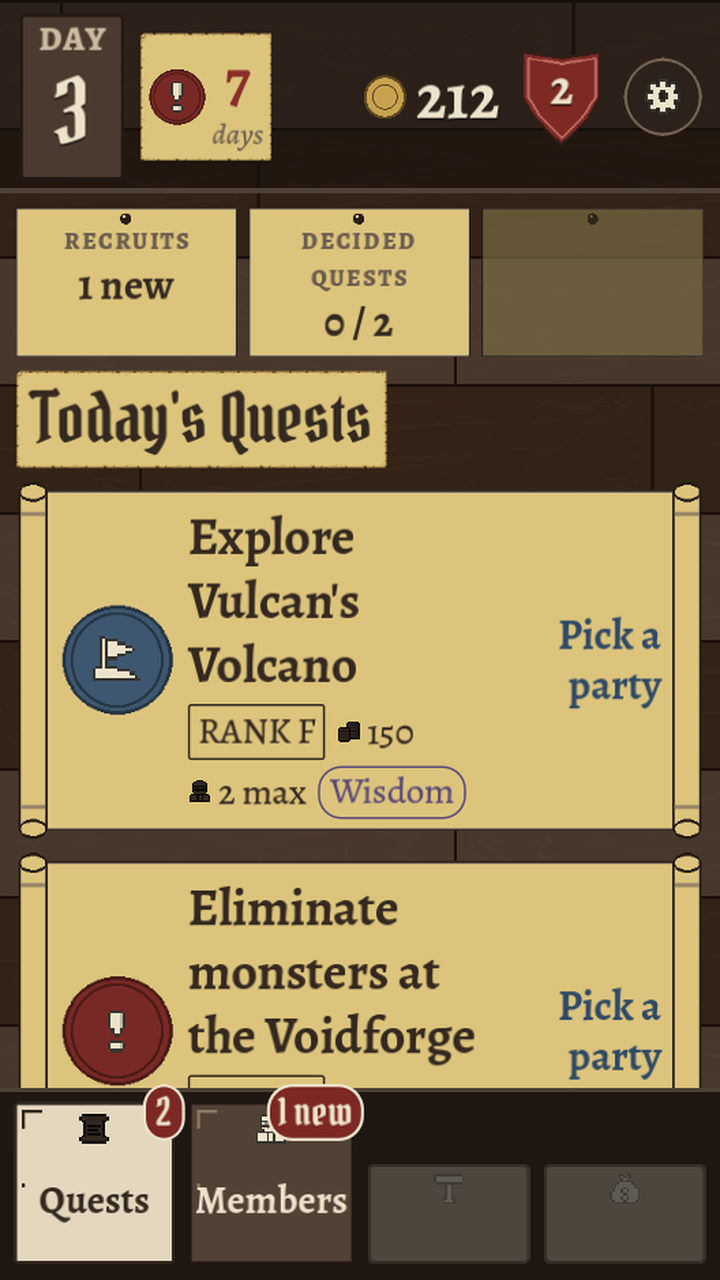 DAY
3
7
days
212
2
RECRUITS
1 new
DECIDED
QUESTS
0 / 2
Today's Quests
Explore
Vulcan's
Volcano
Pick a
party
RANK F 150
2 max Wisdom
Eliminate
monsters at
the Voidforge
Pick a
party
2
1 new
Quests
Members